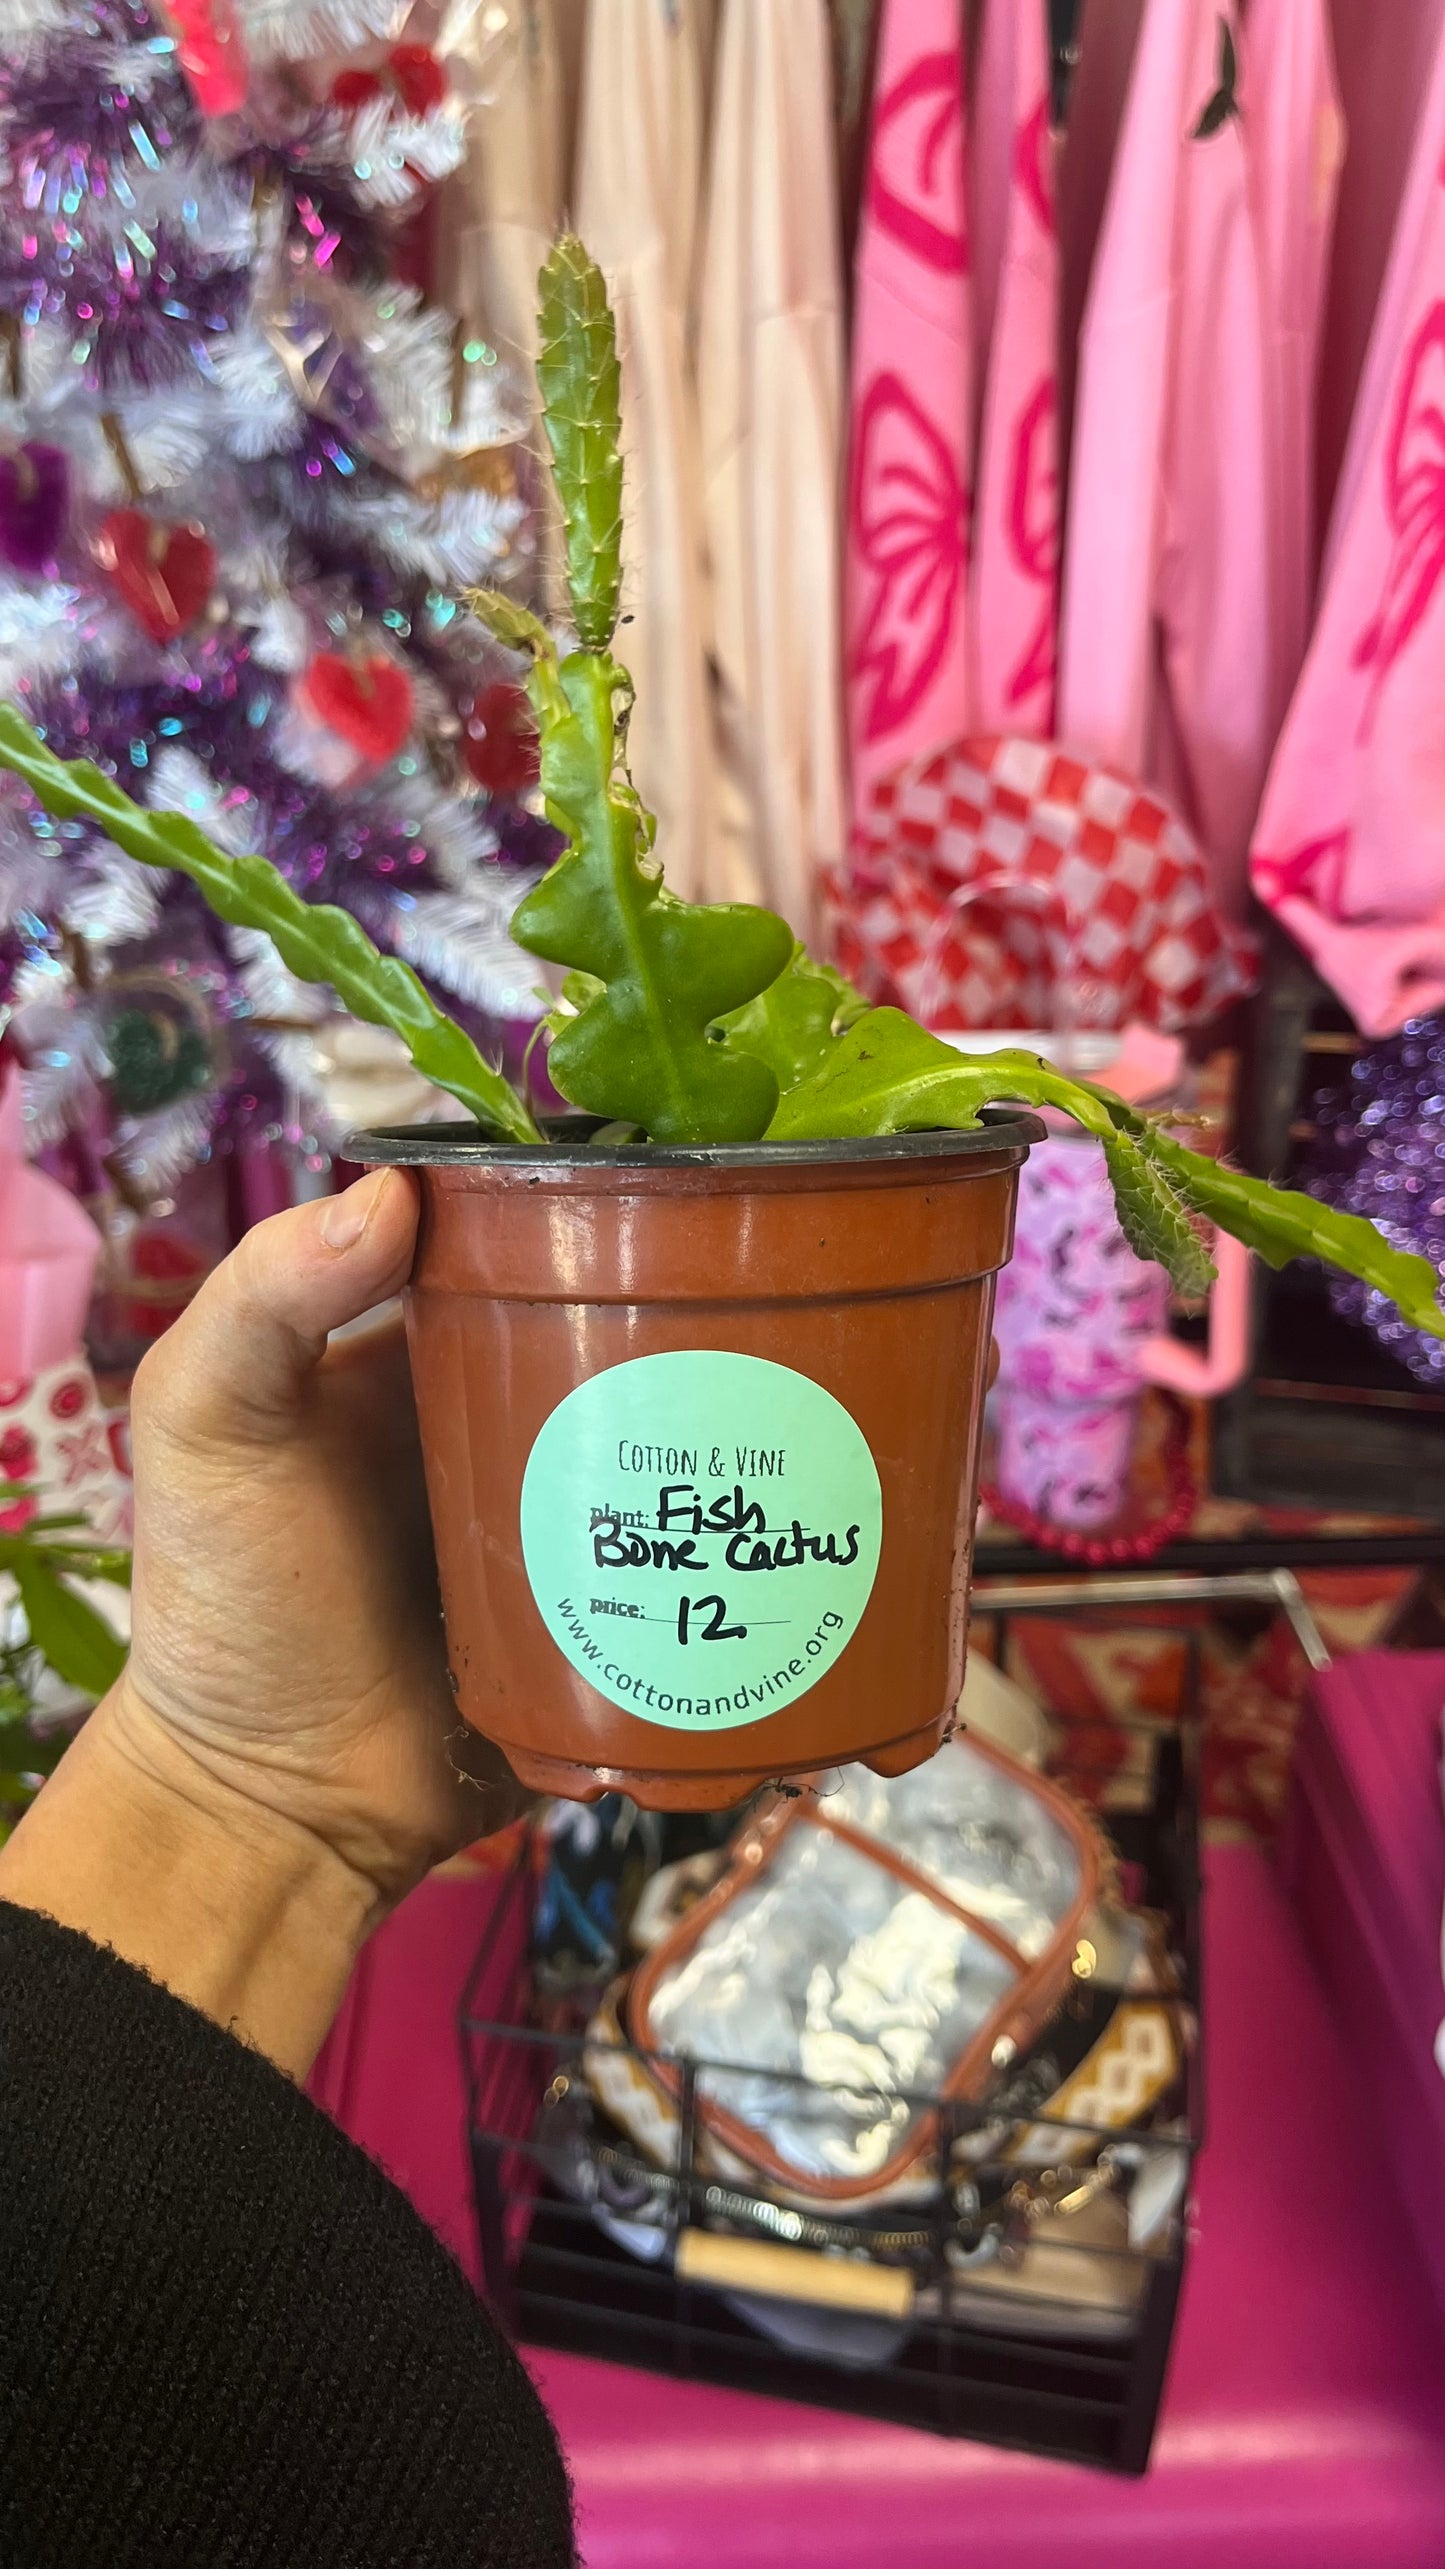 COTTON & VINE
plant: Fish
Bone Cactus
price: 12.
www.cottonandvine.org